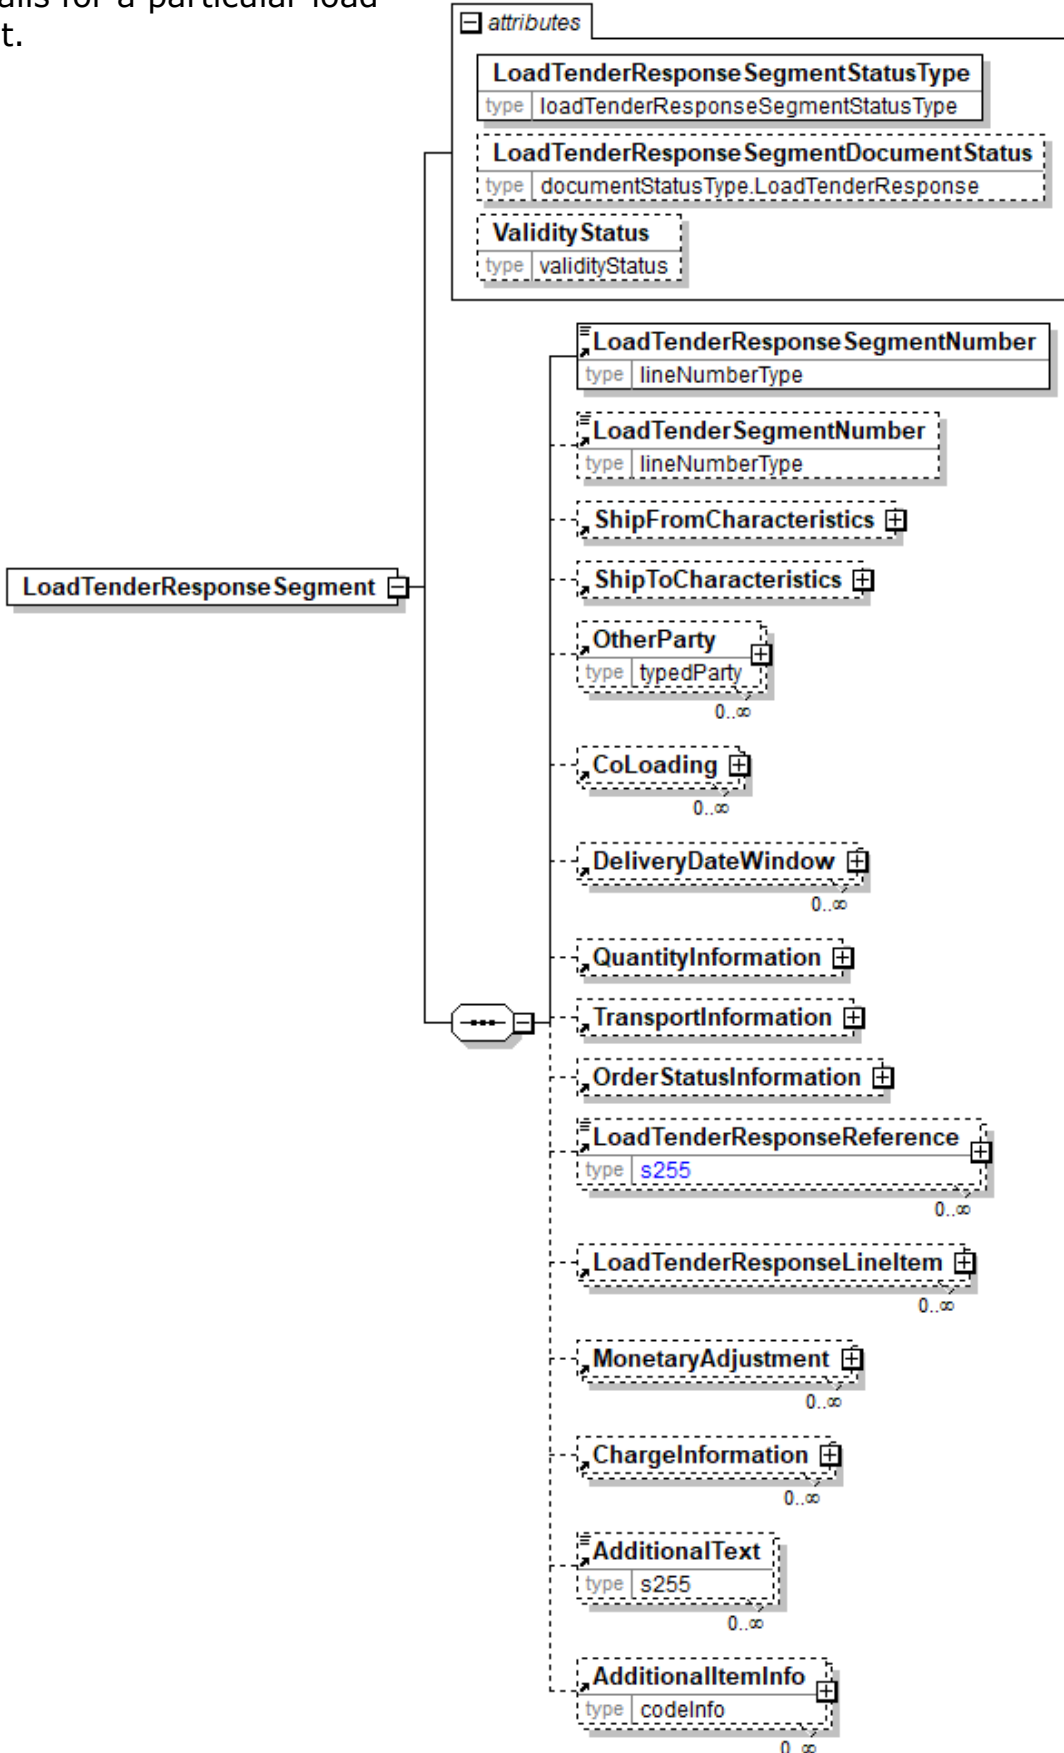 ails for a particular load
t.
attributes
LoadTenderResponseSegmentStatusType
type loadTenderResponseSegmentStatusType
LoadTenderResponseSegmentDocumentStatus
type documentStatusType.LoadTenderResponse
ValidityStatus
type validityStatus
LoadTenderResponseSegmentNumber
type lineNumberType
LoadTenderSegmentNumber
type lineNumberType
ShipFromCharacteristics
ShipToCharacteristics
LoadTenderResponseSegment
OtherParty
type typedParty
0..∞
CoLoading
0..∞
DeliveryDateWindow
0..∞
QuantityInformation
TransportInformation
OrderStatusInformation
LoadTenderResponseReference
type s255
0..∞
LoadTenderResponseLineItem
0..∞
MonetaryAdjustment
0..∞
ChargeInformation
0..∞
AdditionalText
type s255
0..∞
AdditionalItemInfo
type codeInfo
0..∞